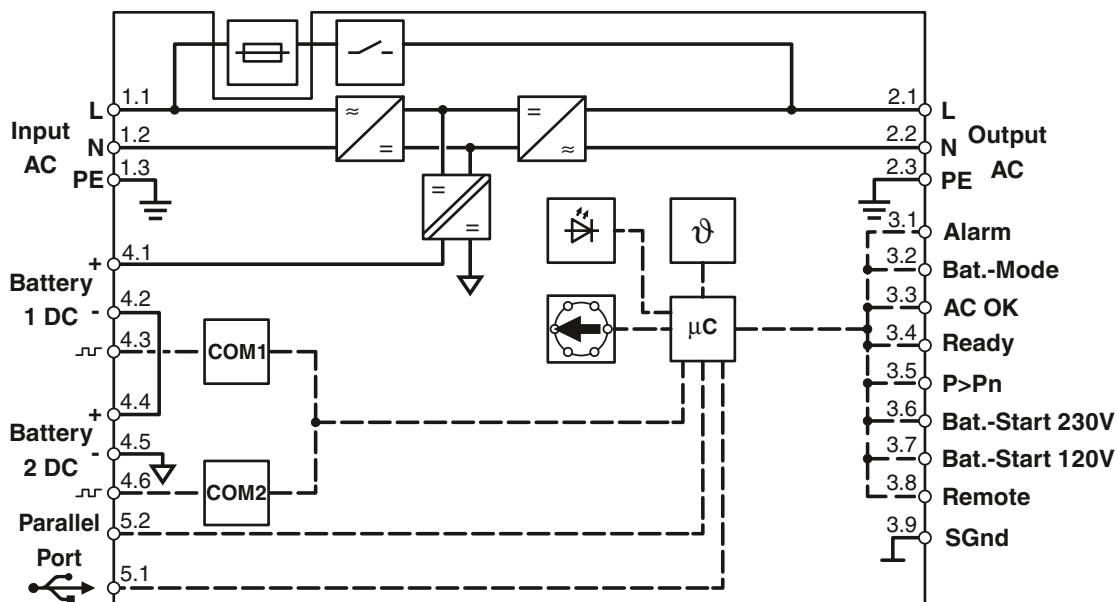 L
1.1
Input
AC
N
1.2
PE
1.3
≈
=
=
≈
=
=
2.1
L
2.2
N
Output
AC
2.3
PE
+
4.1
Battery
1 DC
-
4.2
4.3
COM1
+
4.4
Battery
2 DC
-
4.5
4.6
COM2
Parallel
Port
5.2
5.1
ϑ
µC
3.1
Alarm
3.2
Bat.-Mode
3.3
AC OK
3.4
Ready
3.5
P>Pn
3.6
Bat.-Start 230V
3.7
Bat.-Start 120V
3.8
Remote
3.9
SGnd